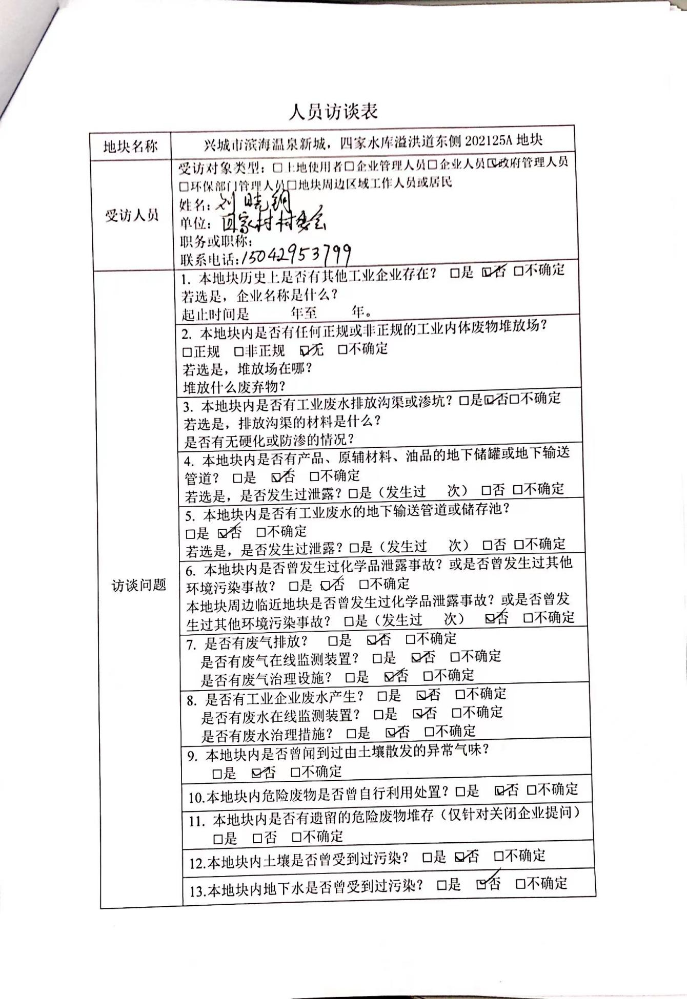 人员访谈表
地块名称
兴城市滨海温泉新城，四家水库溢洪道东侧 202125A 地块
受访人员
受访对象类型：□土地使用者□企业管理人员□企业人员☑政府管理人员
□环保部门管理人员□地块周边区域工作人员或居民
姓名：刘晓钢
单位：四家村村委会
职务或职称：
联系电话：15042953799
访谈问题
1. 本地块历史上是否有其他工业企业存在？ □是 ☑否 □不确定
若选是，企业名称是什么？
起止时间是 年至 年。
2. 本地块内是否有任何正规或非正规的工业内体废物堆放场？
□正规 □非正规 ☑无 □不确定
若选是，堆放场在哪？
堆放什么废弃物？
3. 本地块内是否有工业废水排放沟渠或渗坑？□是☑否□不确定
若选是，排放沟渠的材料是什么？
是否有无硬化或防渗的情况？
4. 本地块内是否有产品、原辅材料、油品的地下储罐或地下输送
管道？ □是 ☑否 □不确定
若选是，是否发生过泄露？□是（发生过 次） □否 □不确定
5. 本地块内是否有工业废水的地下输送管道或储存池？
□是 ☑否 □不确定
若选是，是否发生过泄露？□是（发生过 次） □否 □不确定
6. 本地块内是否曾发生过化学品泄露事故？或是否曾发生过其他
环境污染事故？ □是 ☑否 □不确定
本地块周边临近地块是否曾发生过化学品泄露事故？或是否曾发
生过其他环境污染事故？ □是（发生过 次） ☑否 □不确定
7. 是否有废气排放？ □是 ☑否 □不确定
是否有废气在线监测装置？ □是 ☑否 □不确定
是否有废气治理设施？ □是 ☑否 □不确定
8. 是否有工业企业废水产生？ □是 ☑否 □不确定
是否有废水在线监测装置？ □是 ☑否 □不确定
是否有废水治理措施？ □是 ☑否 □不确定
9. 本地块内是否曾闻到过由土壤散发的异常气味？
□是 ☑否 □不确定
10.本地块内危险废物是否曾自行利用处置？□是 ☑否 □不确定
11. 本地块内是否有遗留的危险废物堆存（仅针对关闭企业提问）
□是 □否 □不确定
12.本地块内土壤是否曾受到过污染？ □是 ☑否 □不确定
13.本地块内地下水是否曾受到过污染？ □是 ☑否 □不确定